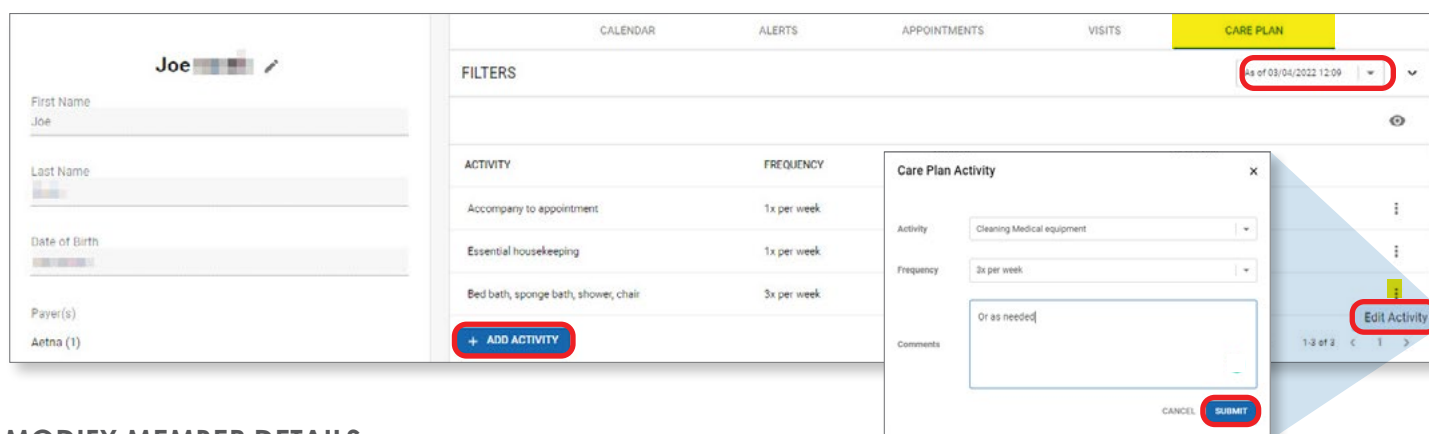 CALENDAR ALERTS APPOINTMENTS VISITS CARE PLAN
Joe
FILTERS As of 03/04/2022 12:09
First Name
Joe
Last Name
Date of Birth
Payer(s)
Aetna (1)
ACTIVITY FREQUENCY
Accompany to appointment 1x per week
Essential housekeeping 1x per week
Bed bath, sponge bath, shower, chair 3x per week
+ ADD ACTIVITY
Edit Activity
1-3 of 3 < 1 >
Care Plan Activity x
Activity Cleaning Medical equipment
Frequency 3x per week
Comments Or as needed
CANCEL SUBMIT
MODIFY MEMBER DETAILS